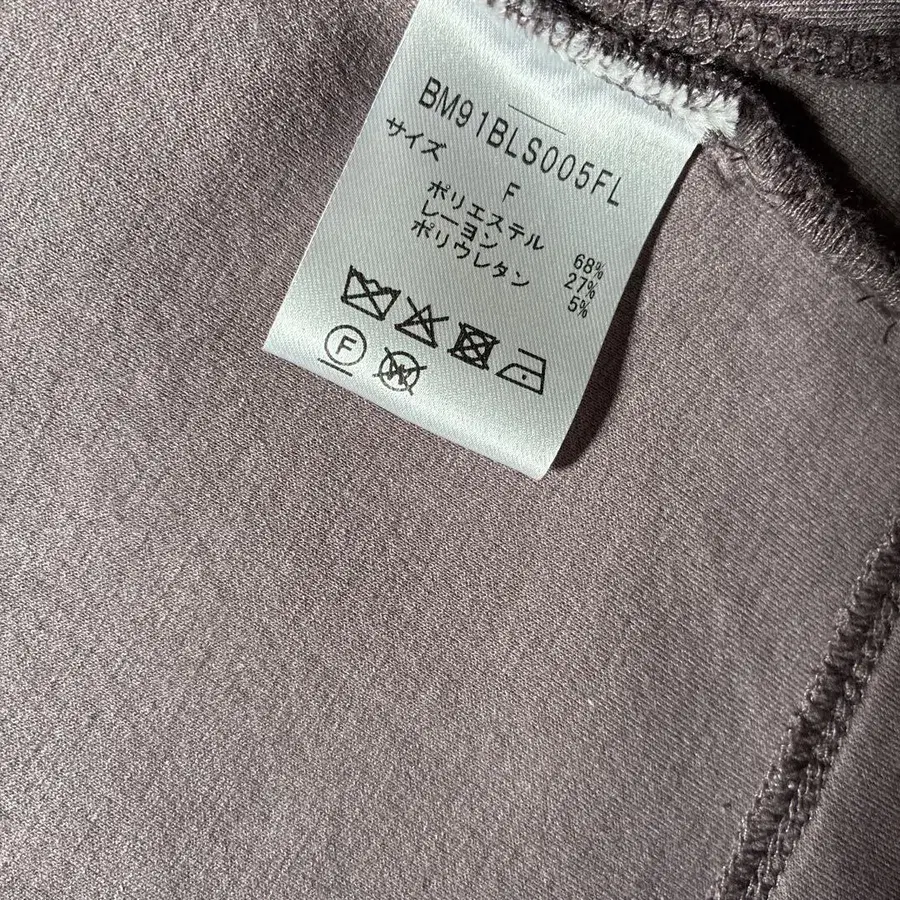 BM91BLS005FL
サイズ
F
ポリエステル 68%
レーヨン 27%
ポリウレタン 5%
F
W